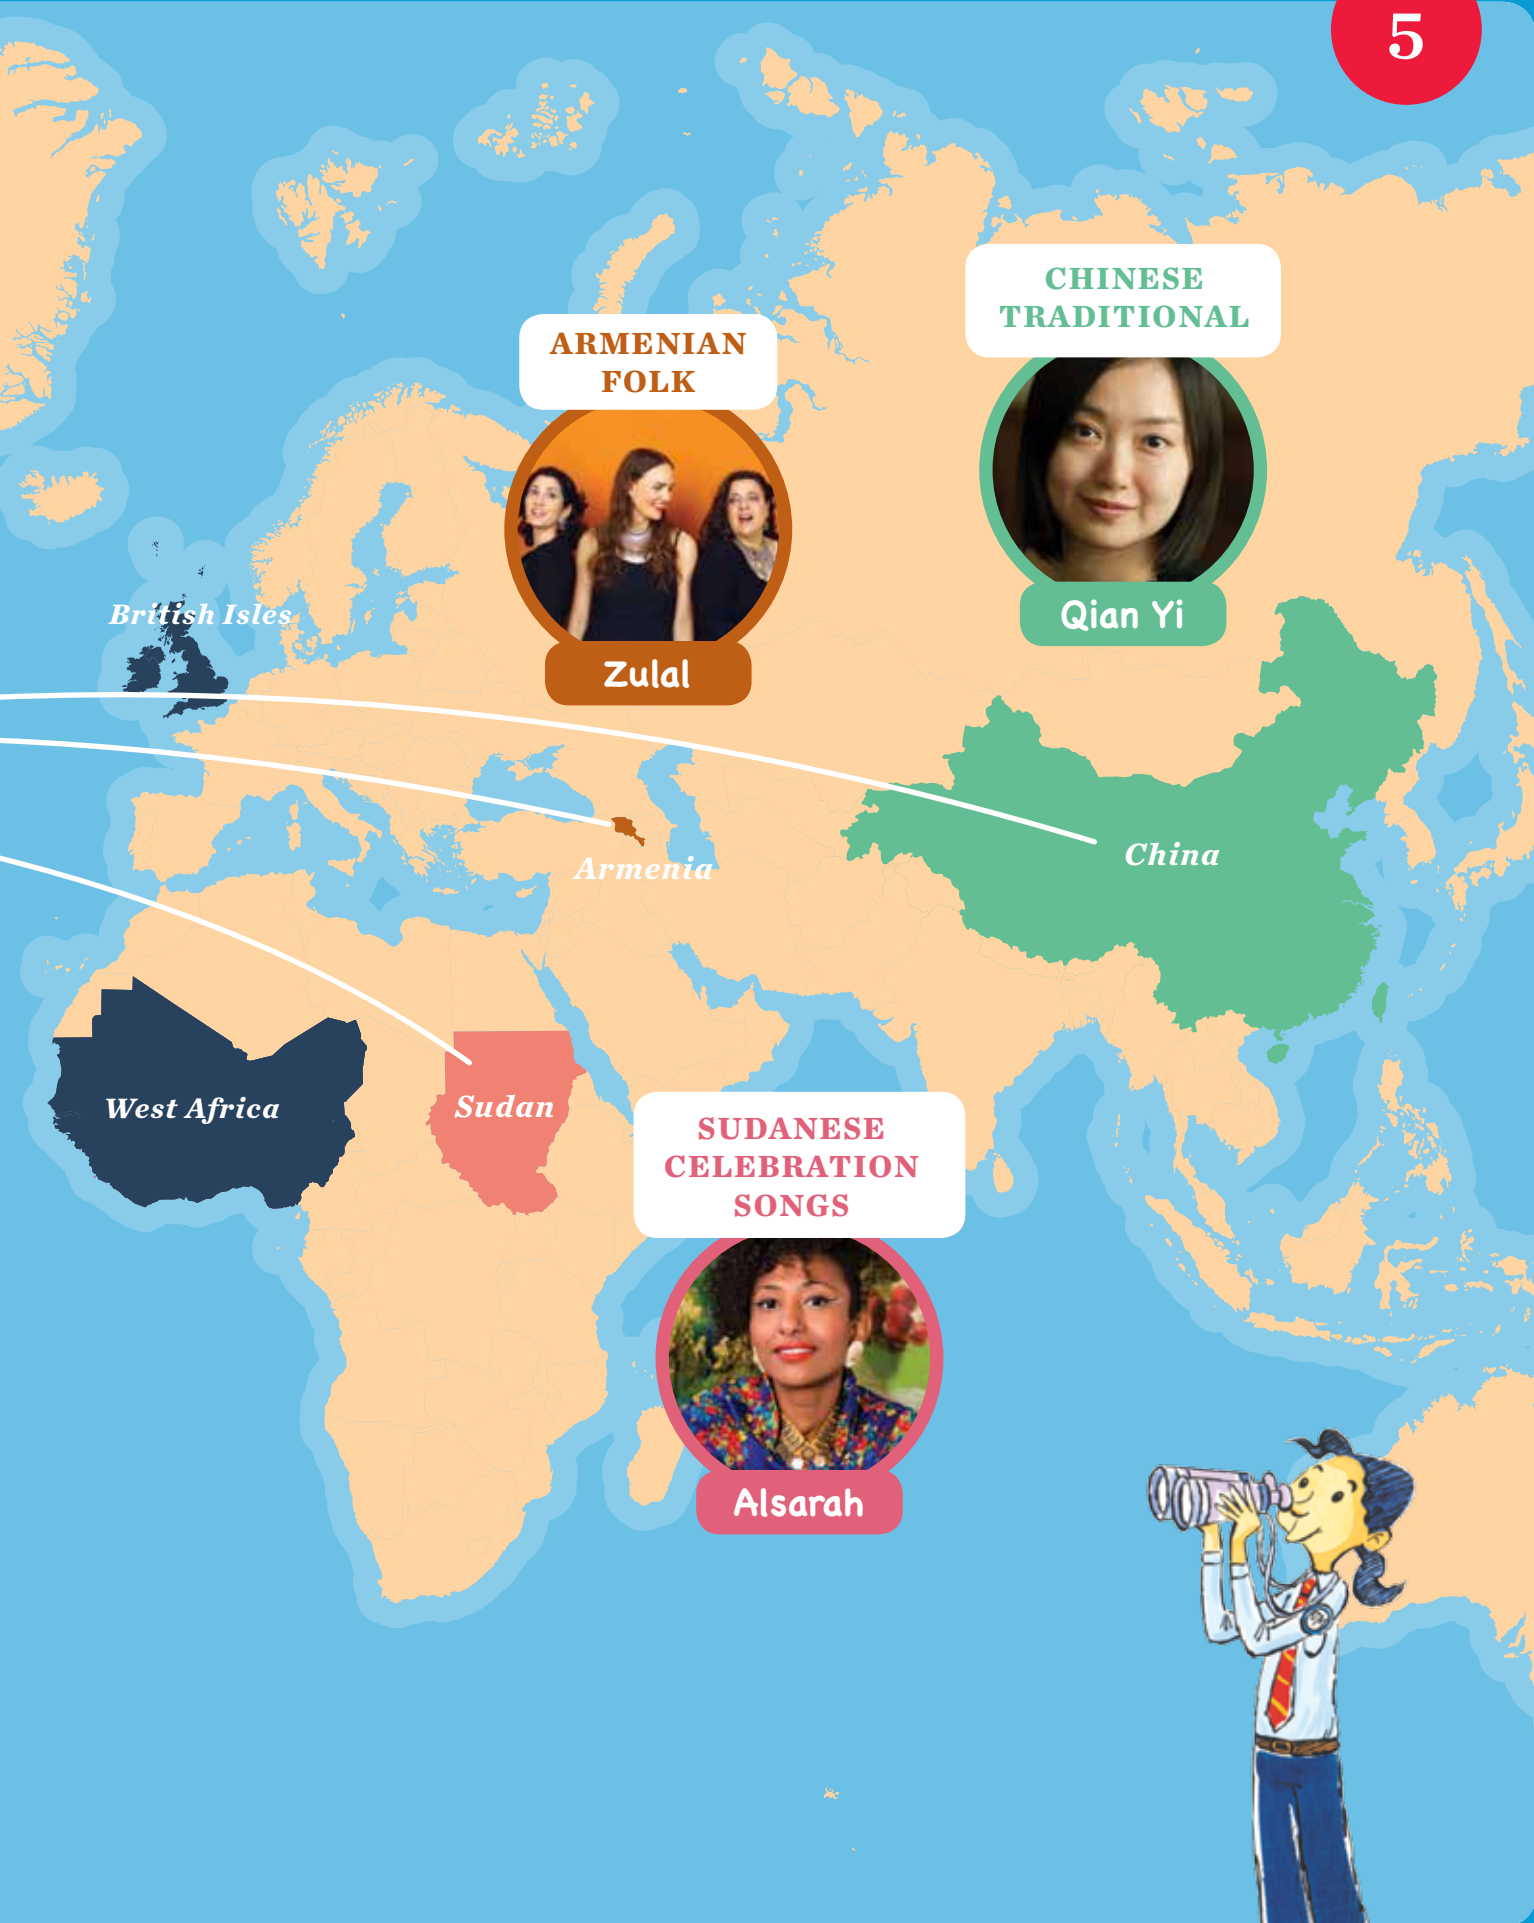 5
CHINESE
TRADITIONAL
ARMENIAN
FOLK
Qian Yi
British Isles
Zulal
China
Armenia
West Africa
Sudan
SUDANESE
CELEBRATION
SONGS
Alsarah